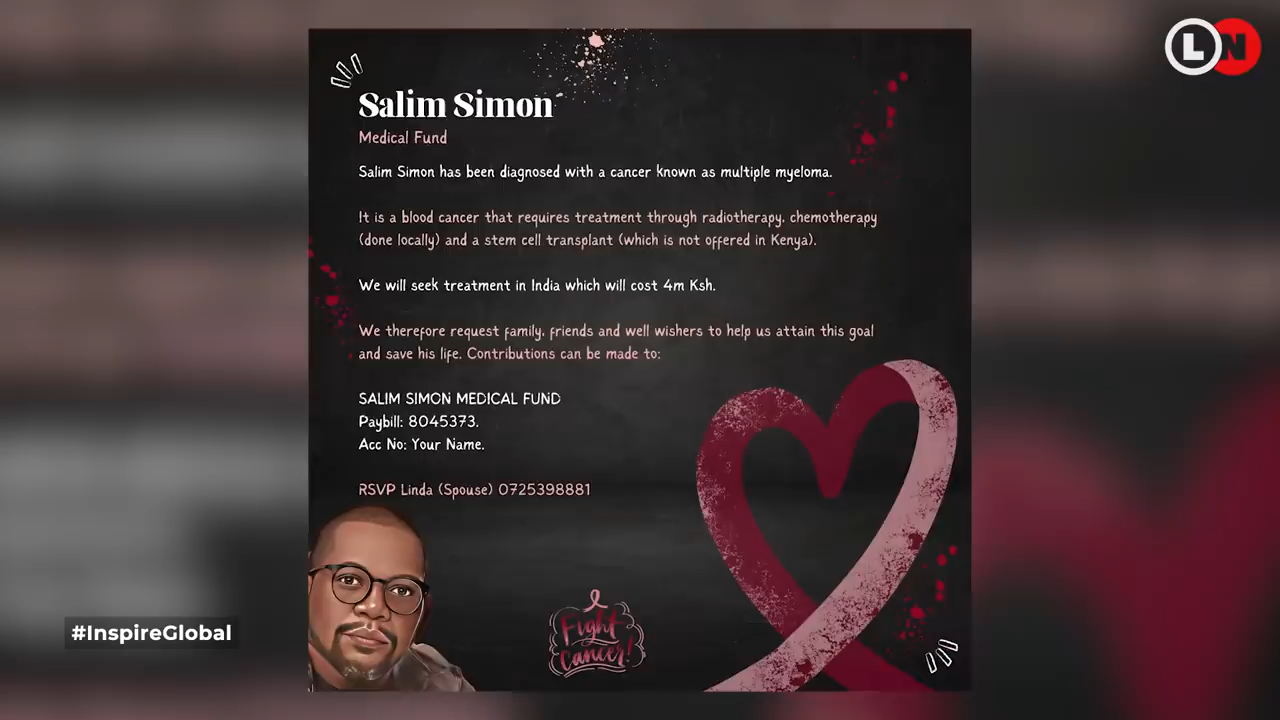 LN
Salim Simon
Medical Fund
Salim Simon has been diagnosed with a cancer known as multiple myeloma.
It is a blood cancer that requires treatment through radiotherapy, chemotherapy
(done locally) and a stem cell transplant (which is not offered in Kenya).
We will seek treatment in India which will cost 4m Ksh.
We therefore request family, friends and well wishers to help us attain this goal
and save his life. Contributions can be made to:
SALIM SIMON MEDICAL FUND
Paybill: 8045373.
Acc No: Your Name.
RSVP Linda (Spouse) 0725398881
#InspireGlobal
Fight
Cancer!